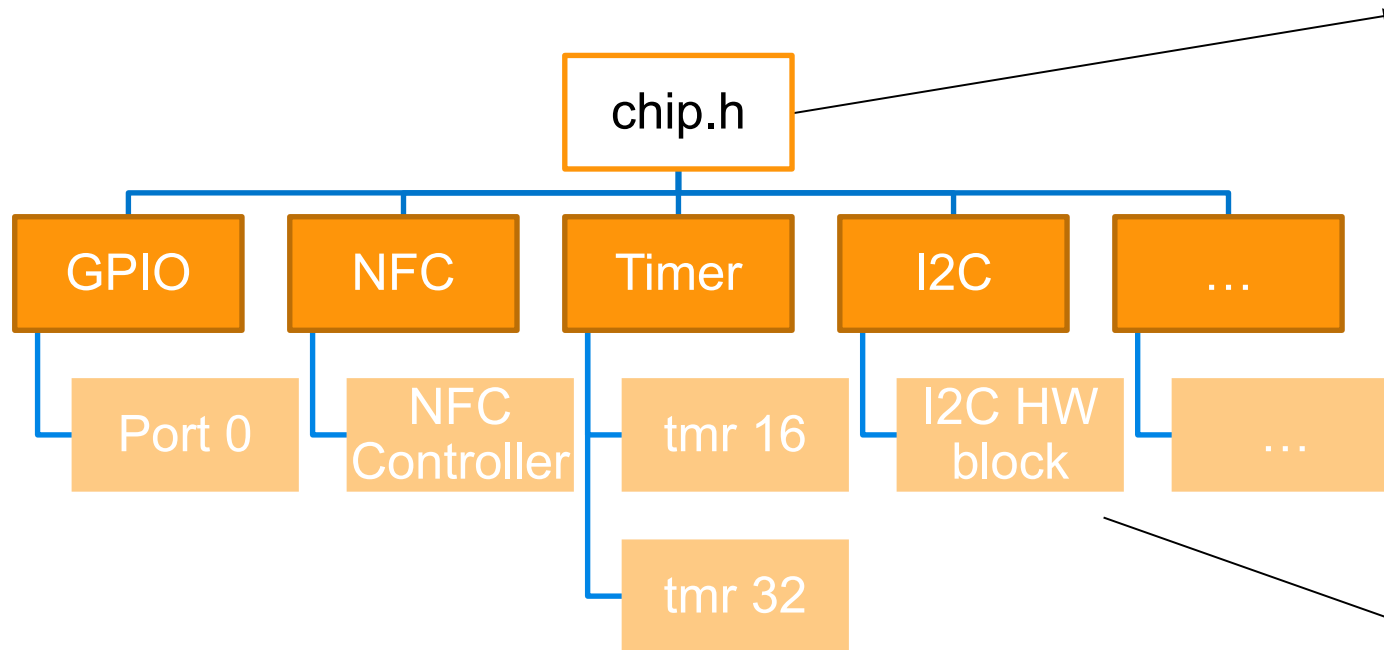 chip.h
GPIO
NFC
Timer
I2C
…
Port 0
NFC
Controller
tmr 16
I2C HW
block
…
tmr 32